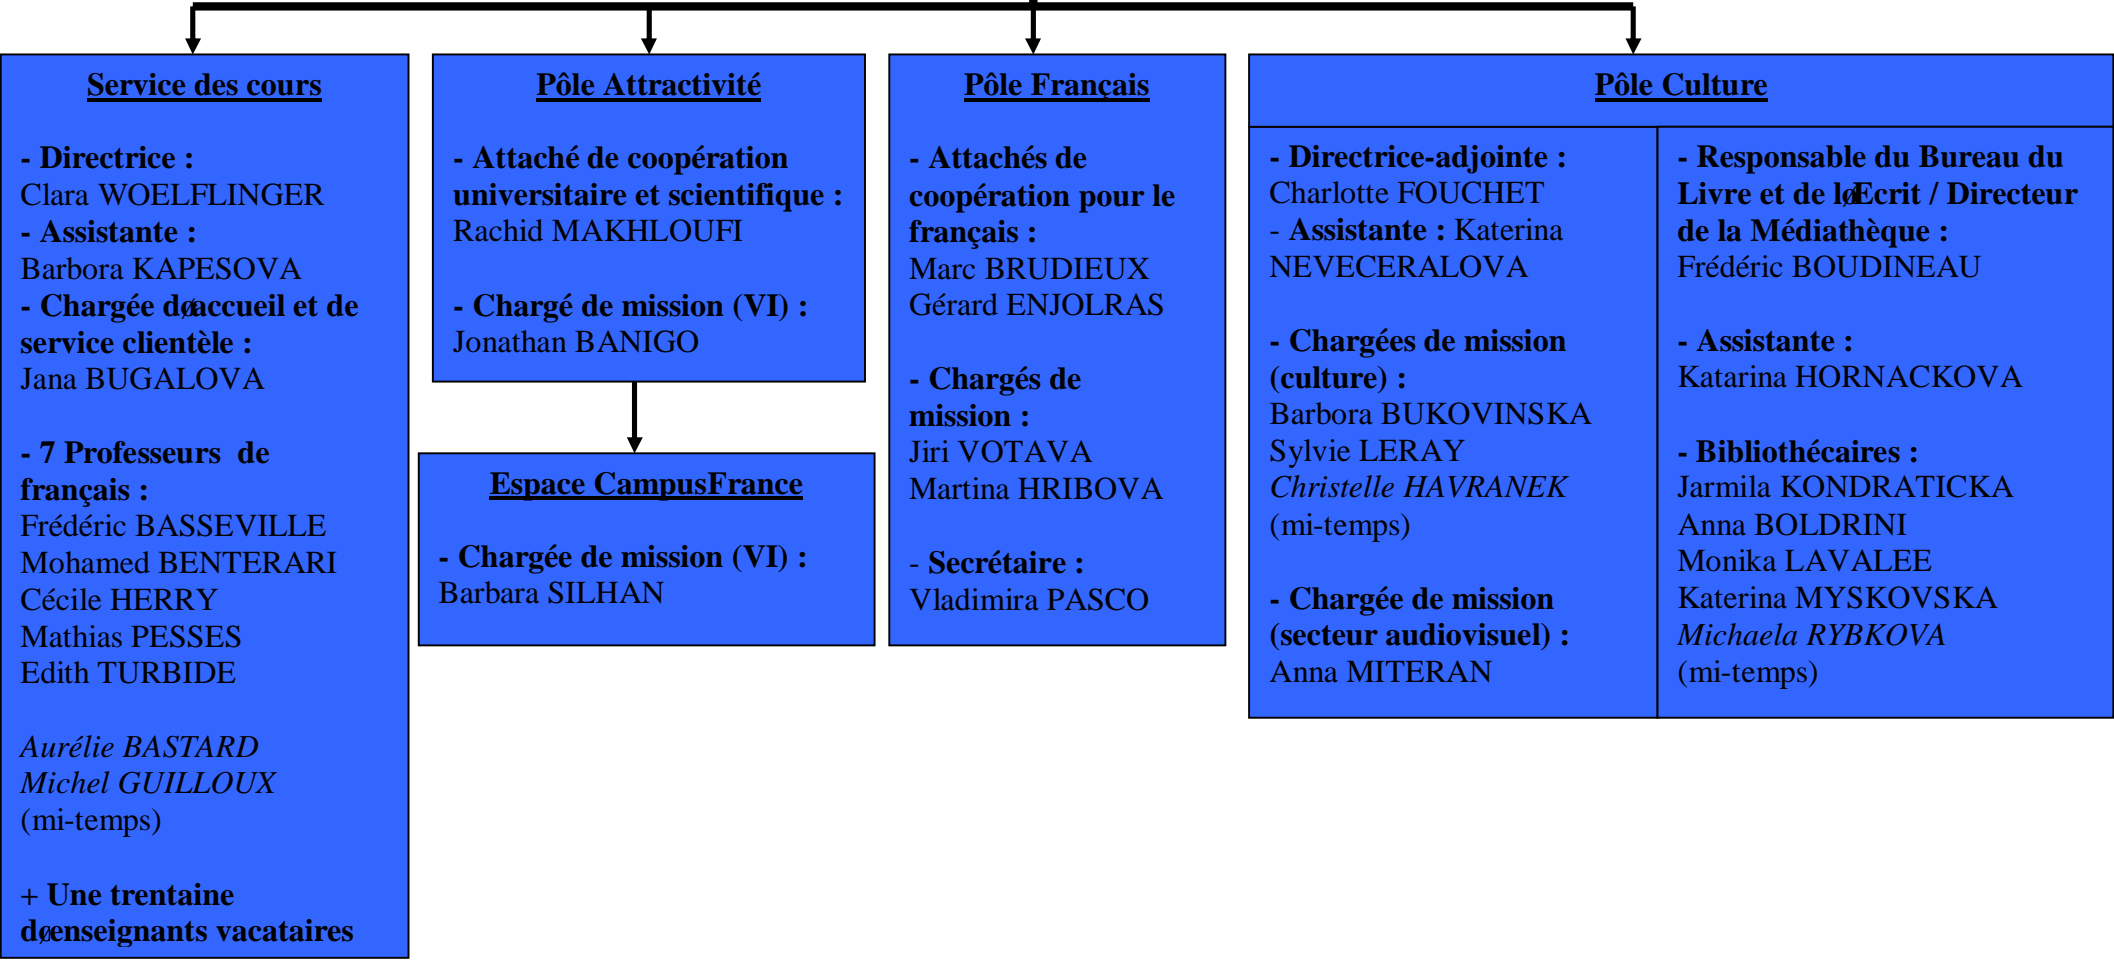 Service des cours
- Directrice :
Clara WOELFLINGER
- Assistante :
Barbora KAPESOVA
- Chargée døaccueil et de
service clientèle :
Jana BUGALOVA
- 7 Professeurs de
français :
Frédéric BASSEVILLE
Mohamed BENTERARI
Cécile HERRY
Mathias PESSES
Edith TURBIDE
Aurélie BASTARD
Michel GUILLOUX
(mi-temps)
+ Une trentaine
døenseignants vacataires
Pôle Attractivité
- Attaché de coopération
universitaire et scientifique :
Rachid MAKHLOUFI
- Chargé de mission (VI) :
Jonathan BANIGO
Espace CampusFrance
- Chargée de mission (VI) :
Barbara SILHAN
Pôle Français
- Attachés de
coopération pour le
français :
Marc BRUDIEUX
Gérard ENJOLRAS
- Chargés de
mission :
Jiri VOTAVA
Martina HRIBOVA
- Secrétaire :
Vladimira PASCO
Pôle Culture
- Directrice-adjointe :
Charlotte FOUCHET
- Assistante : Katerina
NEVECERALOVA
- Chargées de mission
(culture) :
Barbora BUKOVINSKA
Sylvie LERAY
Christelle HAVRANEK
(mi-temps)
- Chargée de mission
(secteur audiovisuel) :
Anna MITERAN
- Responsable du Bureau du
Livre et de løEcrit / Directeur
de la Médiathèque :
Frédéric BOUDINEAU
- Assistante :
Katarina HORNACKOVA
- Bibliothécaires :
Jarmila KONDRATICKA
Anna BOLDRINI
Monika LAVALEE
Katerina MYSKOVSKA
Michaela RYBKOVA
(mi-temps)